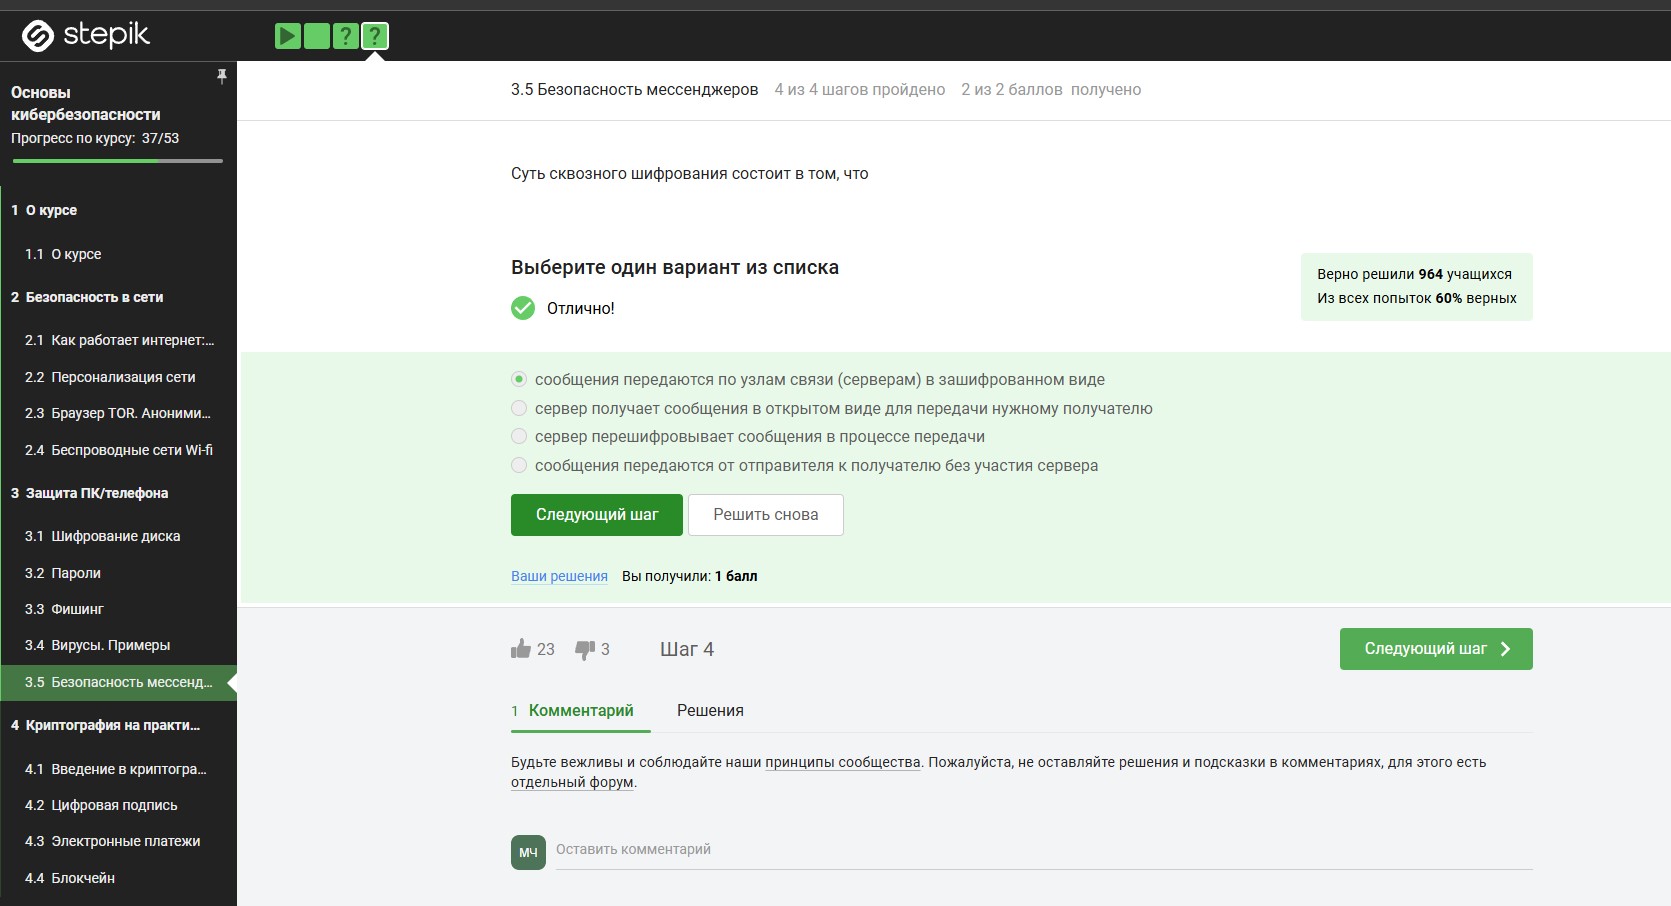 stepik
? ?
Основы
кибербезопасности
Прогресс по курсу: 37/53
1 О курсе
1.1 О курсе
2 Безопасность в сети
2.1 Как работает интернет:...
2.2 Персонализация сети
2.3 Браузер TOR. Аноними...
2.4 Беспроводные сети Wi-fi
3 Защита ПК/телефона
3.1 Шифрование диска
3.2 Пароли
3.3 Фишинг
3.4 Вирусы. Примеры
3.5 Безопасность мессенд...
4 Криптография на практи...
4.1 Введение в криптогра...
4.2 Цифровая подпись
4.3 Электронные платежи
4.4 Блокчейн
3.5 Безопасность мессенджеров 4 из 4 шагов пройдено 2 из 2 баллов получено
Суть сквозного шифрования состоит в том, что
Выберите один вариант из списка
Отлично!
Верно решили 964 учащихся
Из всех попыток 60% верных
сообщения передаются по узлам связи (серверам) в зашифрованном виде
сервер получает сообщения в открытом виде для передачи нужному получателю
сервер перешифровывает сообщения в процессе передачи
сообщения передаются от отправителя к получателю без участия сервера
Следующий шаг Решить снова
Ваши решения Вы получили: 1 балл
23 3 Шаг 4 Следующий шаг
1 Комментарий Решения
Будьте вежливы и соблюдайте наши принципы сообщества. Пожалуйста, не оставляйте решения и подсказки в комментариях, для этого есть
отдельный форум.
МЧ Оставить комментарий